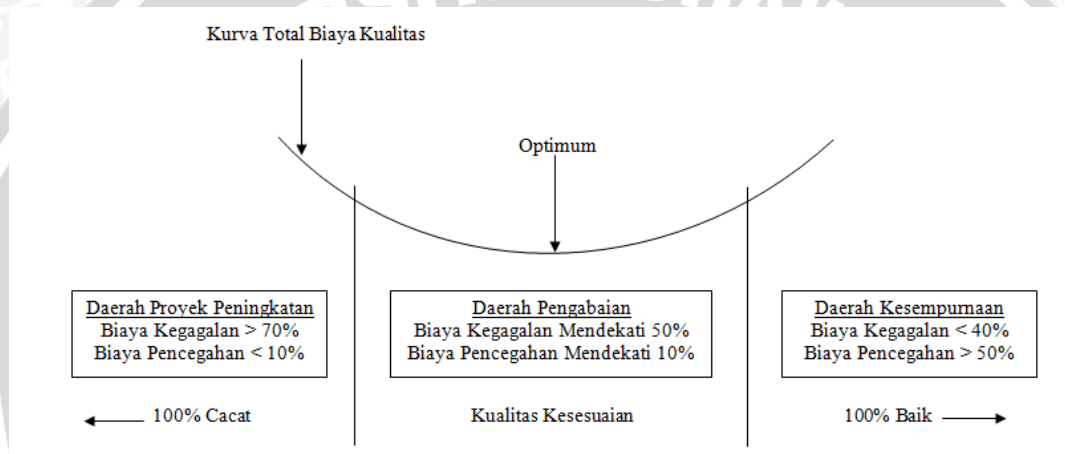 Kurva Total Biaya Kualitas
Optimum
Daerah Proyek Peningkatan
Biaya Kegagalan > 70%
Biaya Pencegahan < 10%
Daerah Pengabaian
Biaya Kegagalan Mendekati 50%
Biaya Pencegahan Mendekati 10%
Daerah Kesempurnaan
Biaya Kegagalan < 40%
Biaya Pencegahan > 50%
100% Cacat
Kualitas Kesesuaian
100% Baik